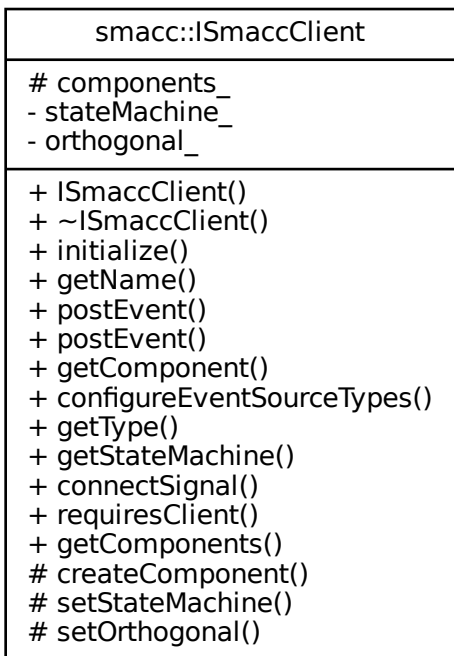 smacc::ISmaccClient
# components_
- stateMachine_
- orthogonal_
+ ISmaccClient()
+ ~ISmaccClient()
+ initialize()
+ getName()
+ postEvent()
+ postEvent()
+ getComponent()
+ configureEventSourceTypes()
+ getType()
+ getStateMachine()
+ connectSignal()
+ requiresClient()
+ getComponents()
# createComponent()
# setStateMachine()
# setOrthogonal()